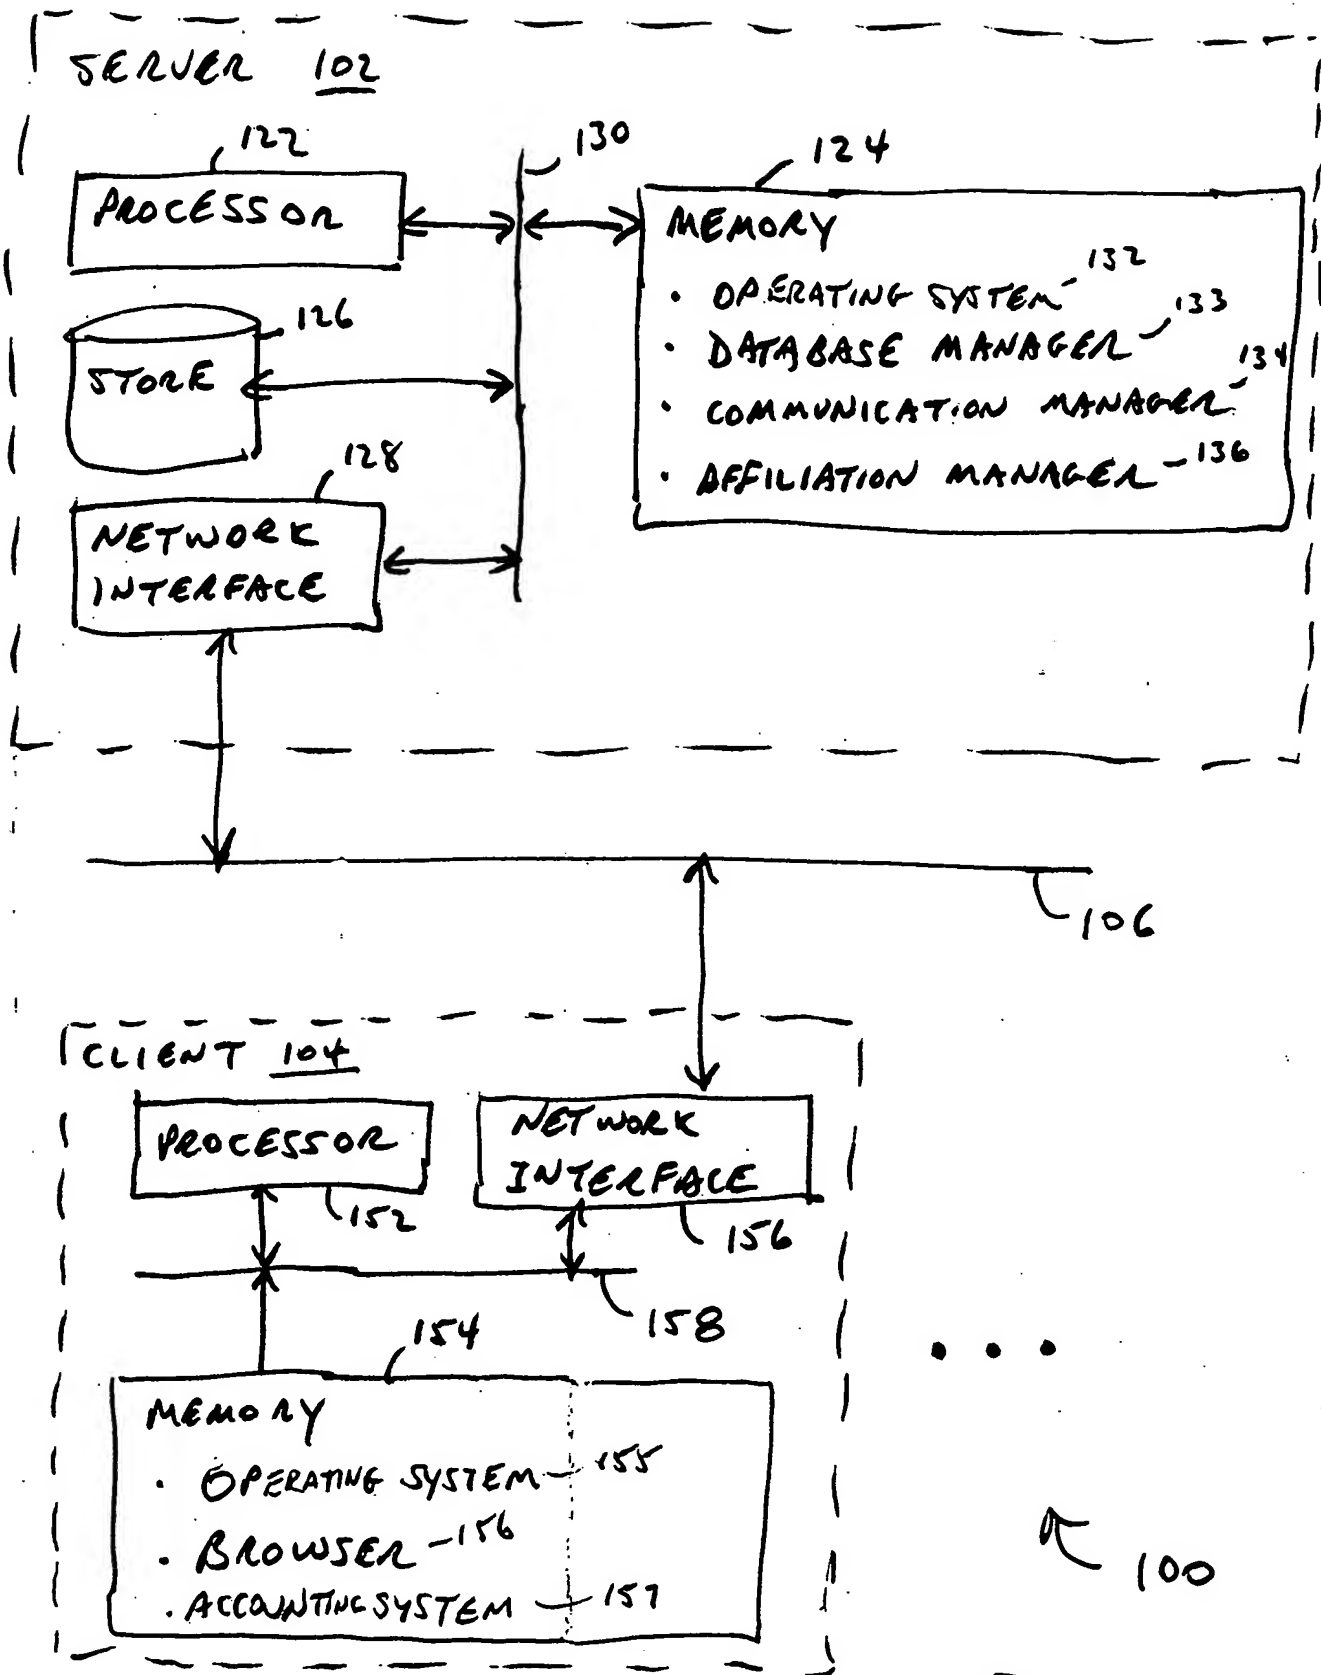 SERVER 102
122
PROCESSOR
130
124
MEMORY
· OPERATING SYSTEM 132
· DATABASE MANAGER 133
· COMMUNICATION MANAGER 134
· AFFILIATION MANAGER 136
126
STORE
128
NETWORK
INTERFACE
106
CLIENT 104
PROCESSOR
152
NETWORK
INTERFACE
156
158
154
MEMORY
· OPERATING SYSTEM 155
· BROWSER 156
· ACCOUNTING SYSTEM 157
100